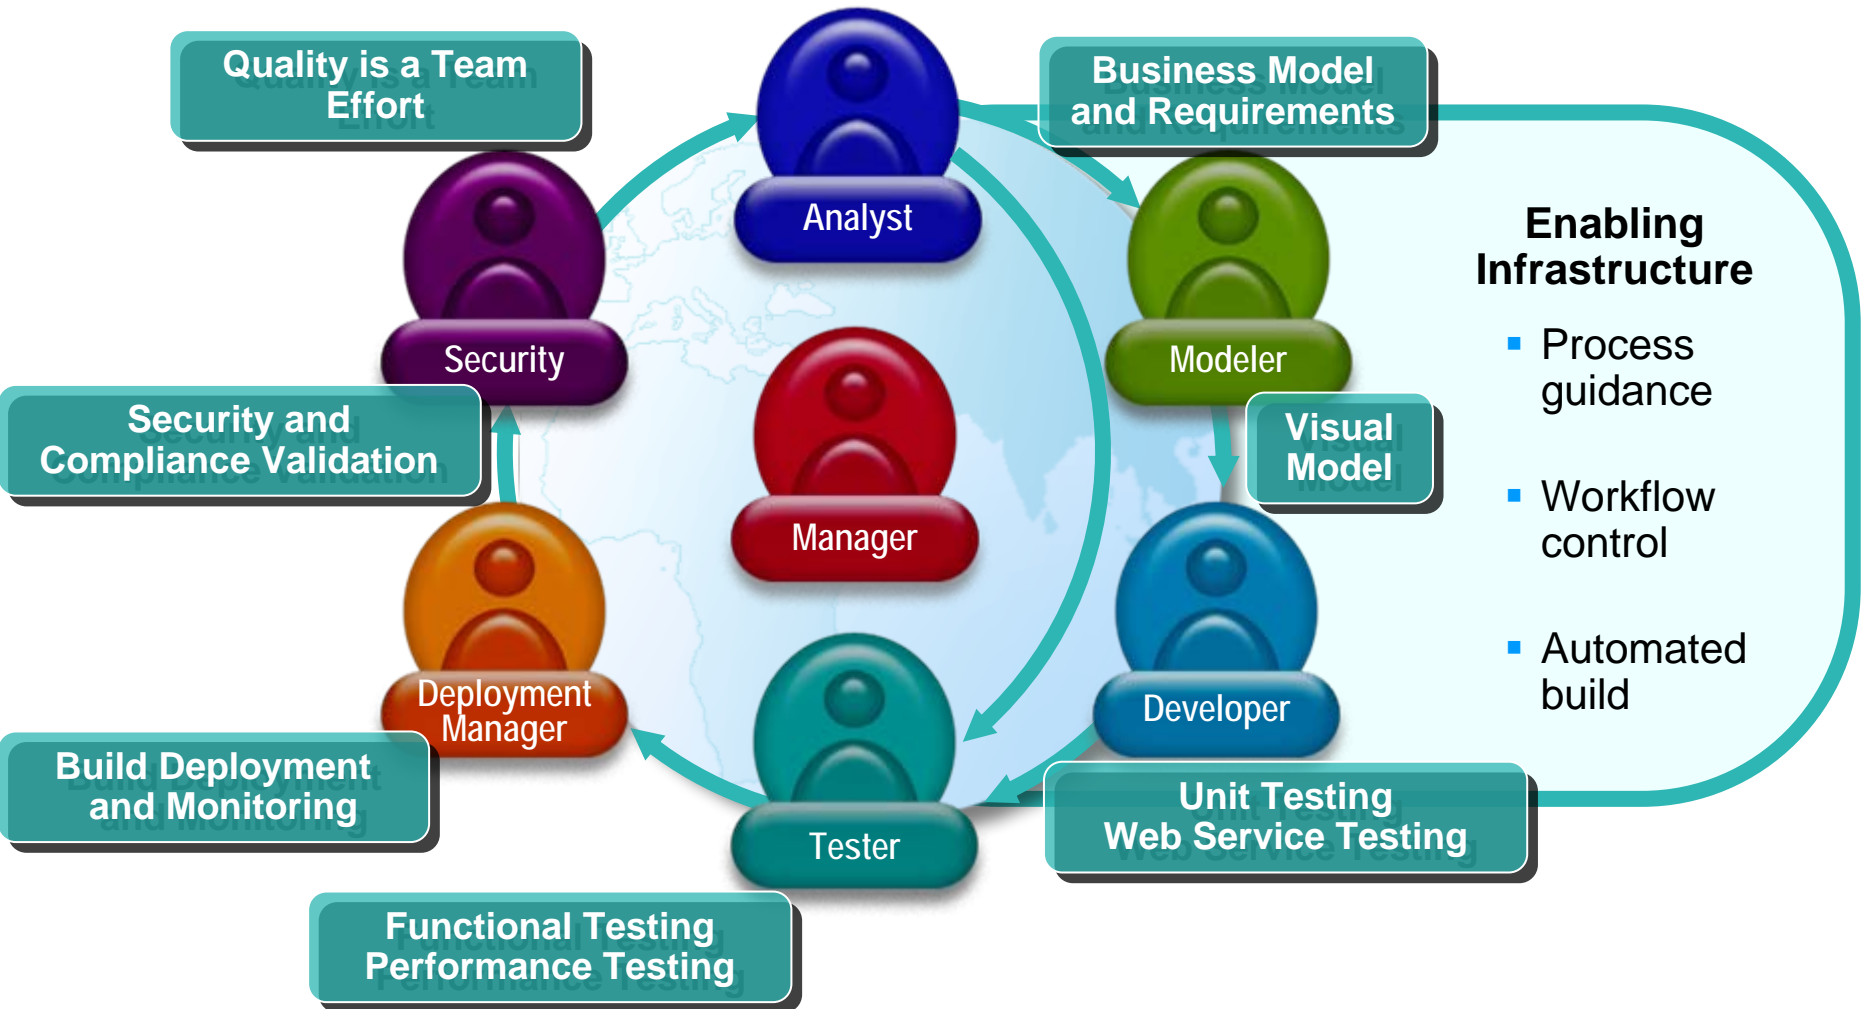 Quality is a Team
Effort
Business Model
and Requirements
Analyst
Security
Modeler
Enabling
Infrastructure
▪ Process
guidance
▪ Workflow
control
▪ Automated
build
Security and
Compliance Validation
Visual
Model
Manager
Deployment
Manager
Developer
Build Deployment
and Monitoring
Tester
Unit Testing
Web Service Testing
Functional Testing
Performance Testing